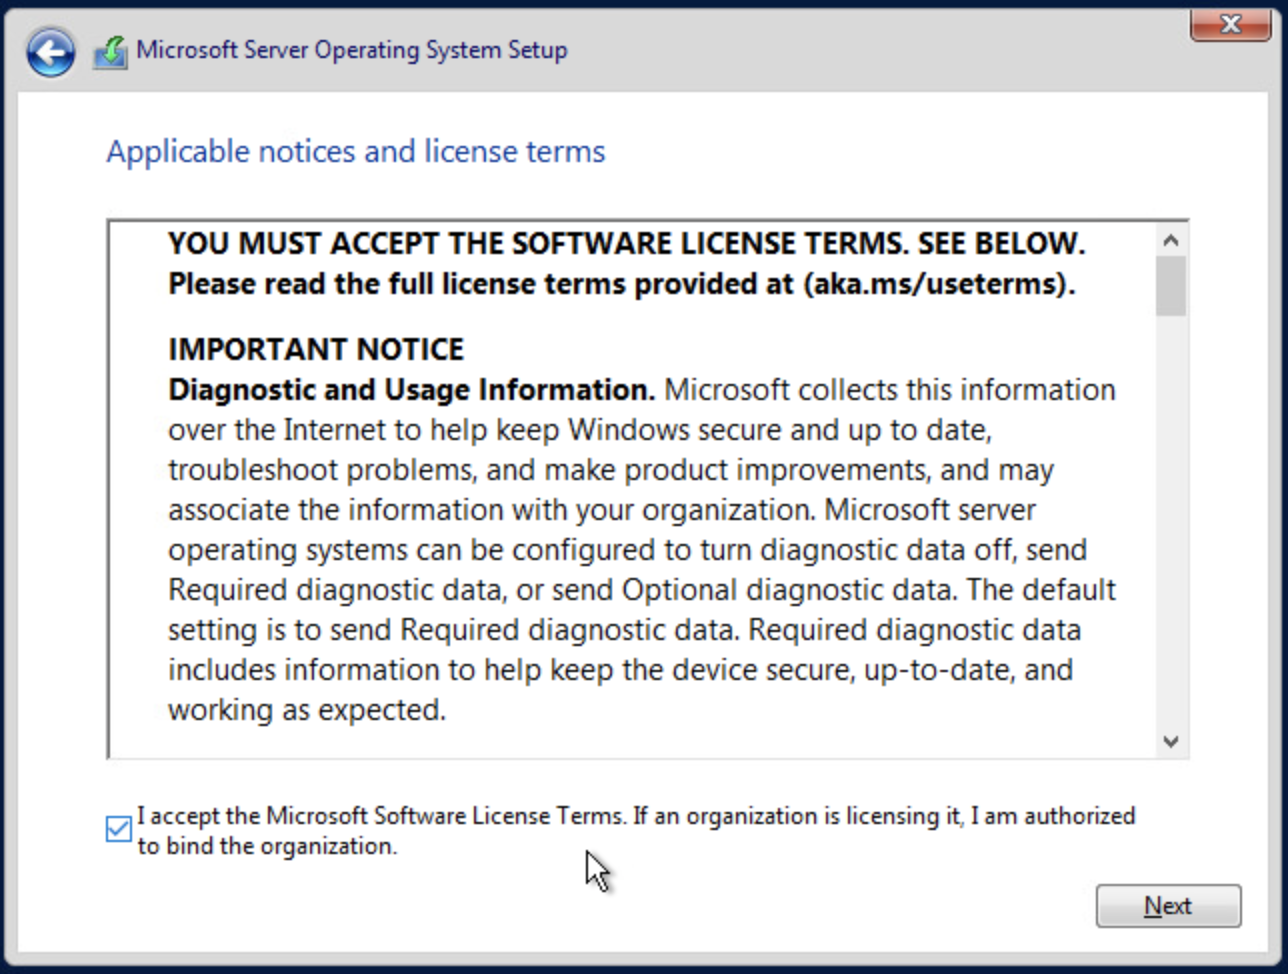 Microsoft Server Operating System Setup
Applicable notices and license terms
YOU MUST ACCEPT THE SOFTWARE LICENSE TERMS. SEE BELOW.
Please read the full license terms provided at (aka.ms/useterms).
IMPORTANT NOTICE
Diagnostic and Usage Information. Microsoft collects this information
over the Internet to help keep Windows secure and up to date,
troubleshoot problems, and make product improvements, and may
associate the information with your organization. Microsoft server
operating systems can be configured to turn diagnostic data off, send
Required diagnostic data, or send Optional diagnostic data. The default
setting is to send Required diagnostic data. Required diagnostic data
includes information to help keep the device secure, up-to-date, and
working as expected.
I accept the Microsoft Software License Terms. If an organization is licensing it, I am authorized
to bind the organization.
Next